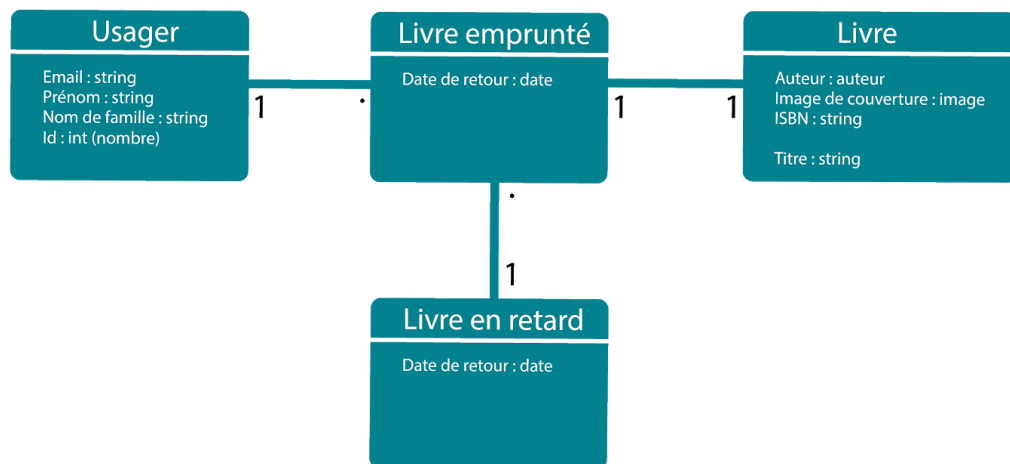 Usager
Email : string
Prénom : string
Nom de famille : string
Id : int (nombre)
1
.
Livre emprunté
Date de retour : date
1
1
Livre
Auteur : auteur
Image de couverture : image
ISBN : string
Titre : string
.
1
Livre en retard
Date de retour : date